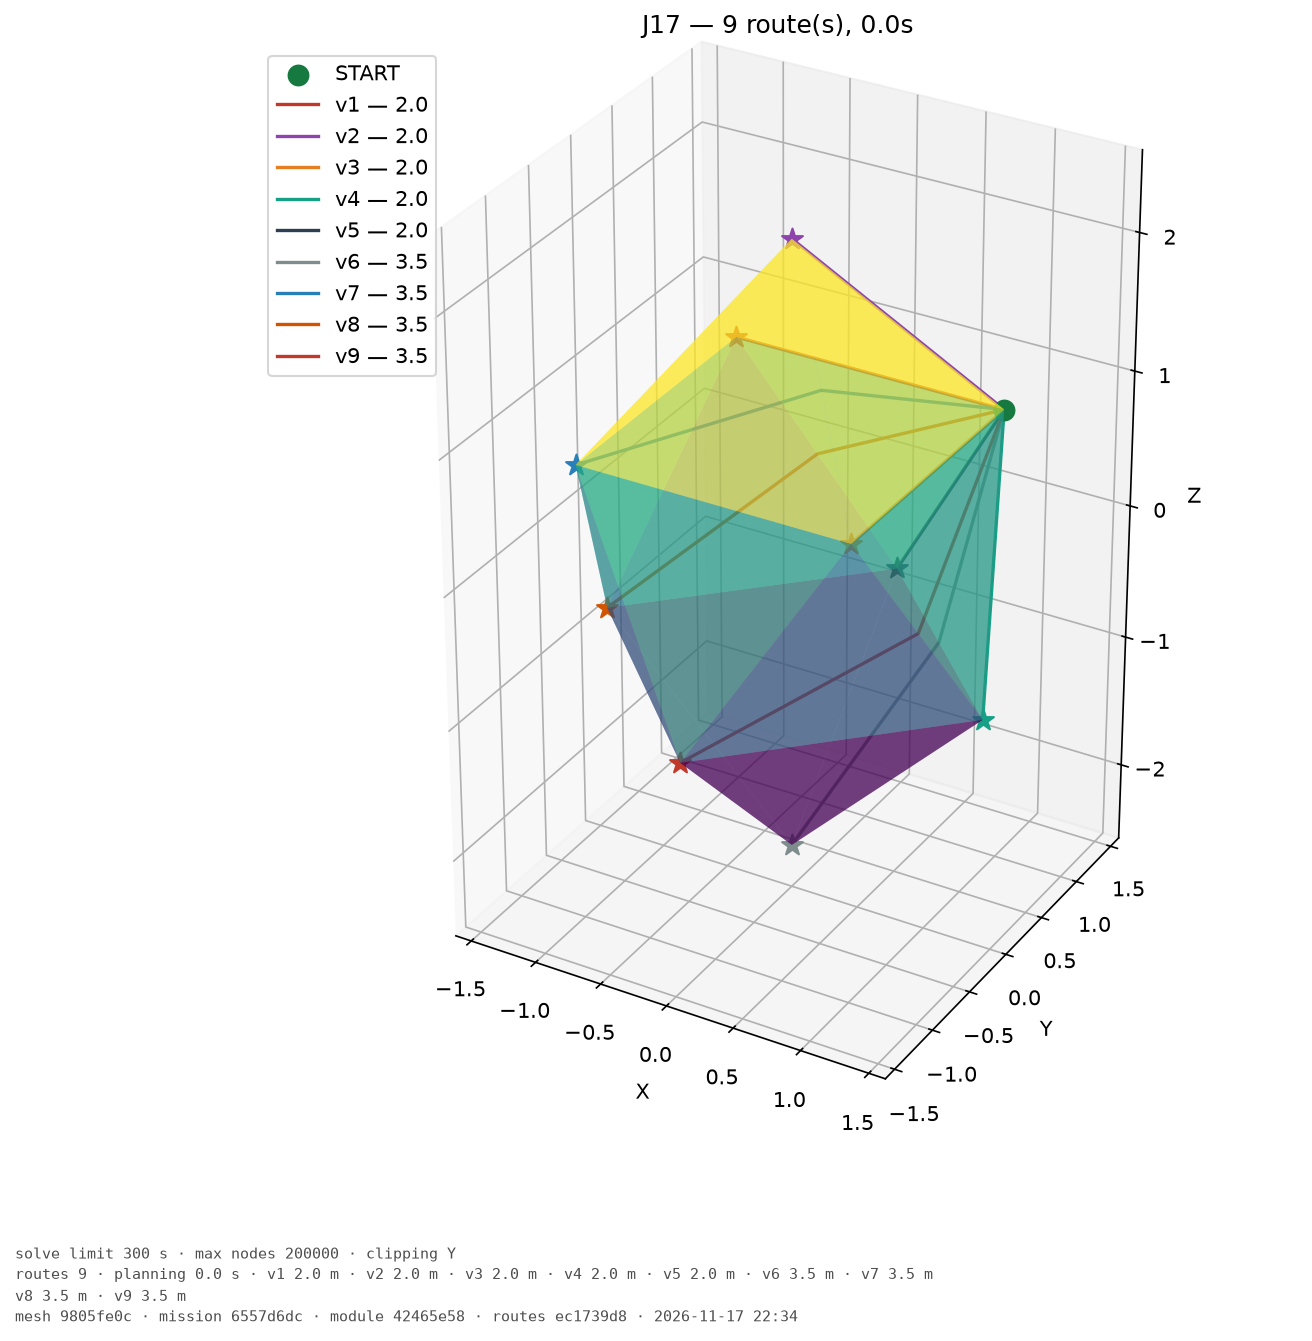 J17 — 9 route(s), 0.0s
START
v1 — 2.0
v2 — 2.0
v3 — 2.0
v4 — 2.0
v5 — 2.0
v6 — 3.5
v7 — 3.5
v8 — 3.5
v9 — 3.5
2
1
0
−1
−2
Z
1.5
1.0
0.5
0.0
−0.5
−1.0
−1.5
Y
−1.5
−1.0
−0.5
0.0
0.5
1.0
1.5
X
solve limit 300 s · max nodes 200000 · clipping Y
routes 9 · planning 0.0 s · v1 2.0 m · v2 2.0 m · v3 2.0 m · v4 2.0 m · v5 2.0 m · v6 3.5 m · v7 3.5 m
v8 3.5 m · v9 3.5 m
mesh 9805fe0c · mission 6557d6dc · module 42465e58 · routes ec1739d8 · 2026-11-17 22:34